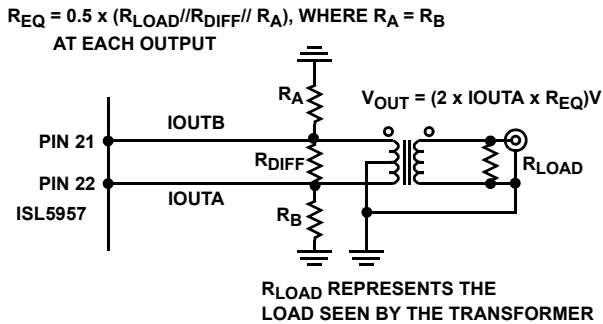 REQ = 0.5 x (RLOAD//RDIFF// RA), WHERE RA = RB
AT EACH OUTPUT
RA
VOUT = (2 x IOUTA x REQ)V
IOUTB
PIN 21
RDIFF
RLOAD
PIN 22
IOUTA
ISL5957
RB
RLOAD REPRESENTS THE
LOAD SEEN BY THE TRANSFORMER